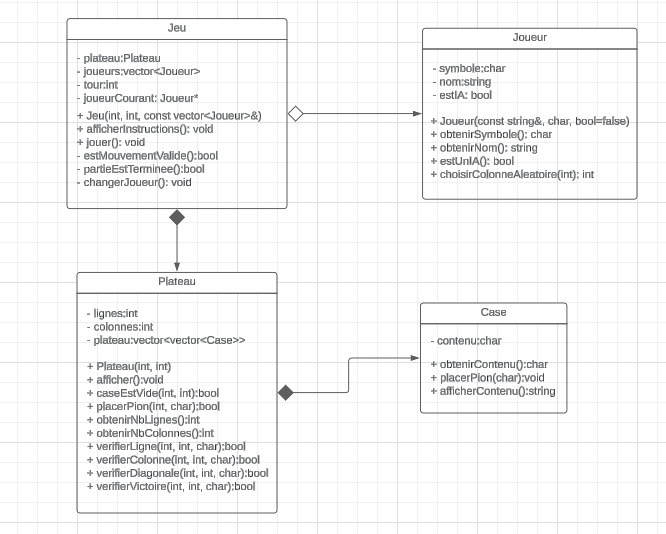 Jeu
- plateau:Plateau
- joueurs:vector<Joueur>
- tour:int
- joueurCourant: Joueur*
+ Jeu(int, int, const vector<Joueur>&)
+ afficherInstructions(): void
+ jouer(): void
- estMouvementValide():bool
- partieEstTerminee():bool
- changerJoueur(): void
Joueur
- symbole:char
- nom:string
- estIA: bool
+ Joueur(const string&, char, bool=false)
+ obtenirSymbole(): char
+ obtenirNom(): string
+ estUnIA(): bool
+ choisirColonneAleatoire(int): int
Plateau
- lignes:int
- colonnes:int
- plateau:vector<vector<Case>>
+ Plateau(int, int)
+ afficher():void
+ caseEstVide(int, int):bool
+ placerPion(int, char):bool
+ obtenirNbLignes():int
+ obtenirNbColonnes():int
+ verifierLigne(int, int, char):bool
+ verifierColonne(int, int, char):bool
+ verifierDiagonale(int, int, char):bool
+ verifierVictoire(int, int, char):bool
Case
- contenu:char
+ obtenirContenu():char
+ placerPion(char):void
+ afficherContenu():string